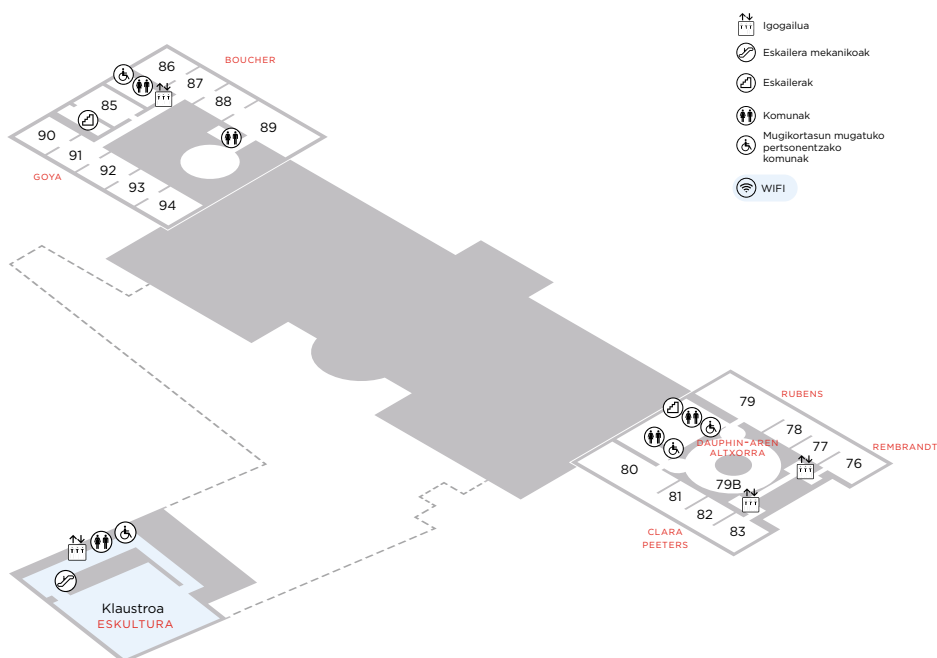 Igogailua
Eskailera mekanikoak
Eskailerak
Komunak
Mugikortasun mugatuko
pertsonentzako
komunak
WIFI
BOUCHER
86
87
88
89
85
90
91
92
93
94
GOYA
79
RUBENS
78
77
76
REMBRANDT
DAUPHIN-AREN
ALTXORRA
79B
80
81
82
83
CLARA
PEETERS
Klaustroa
ESKULTURA